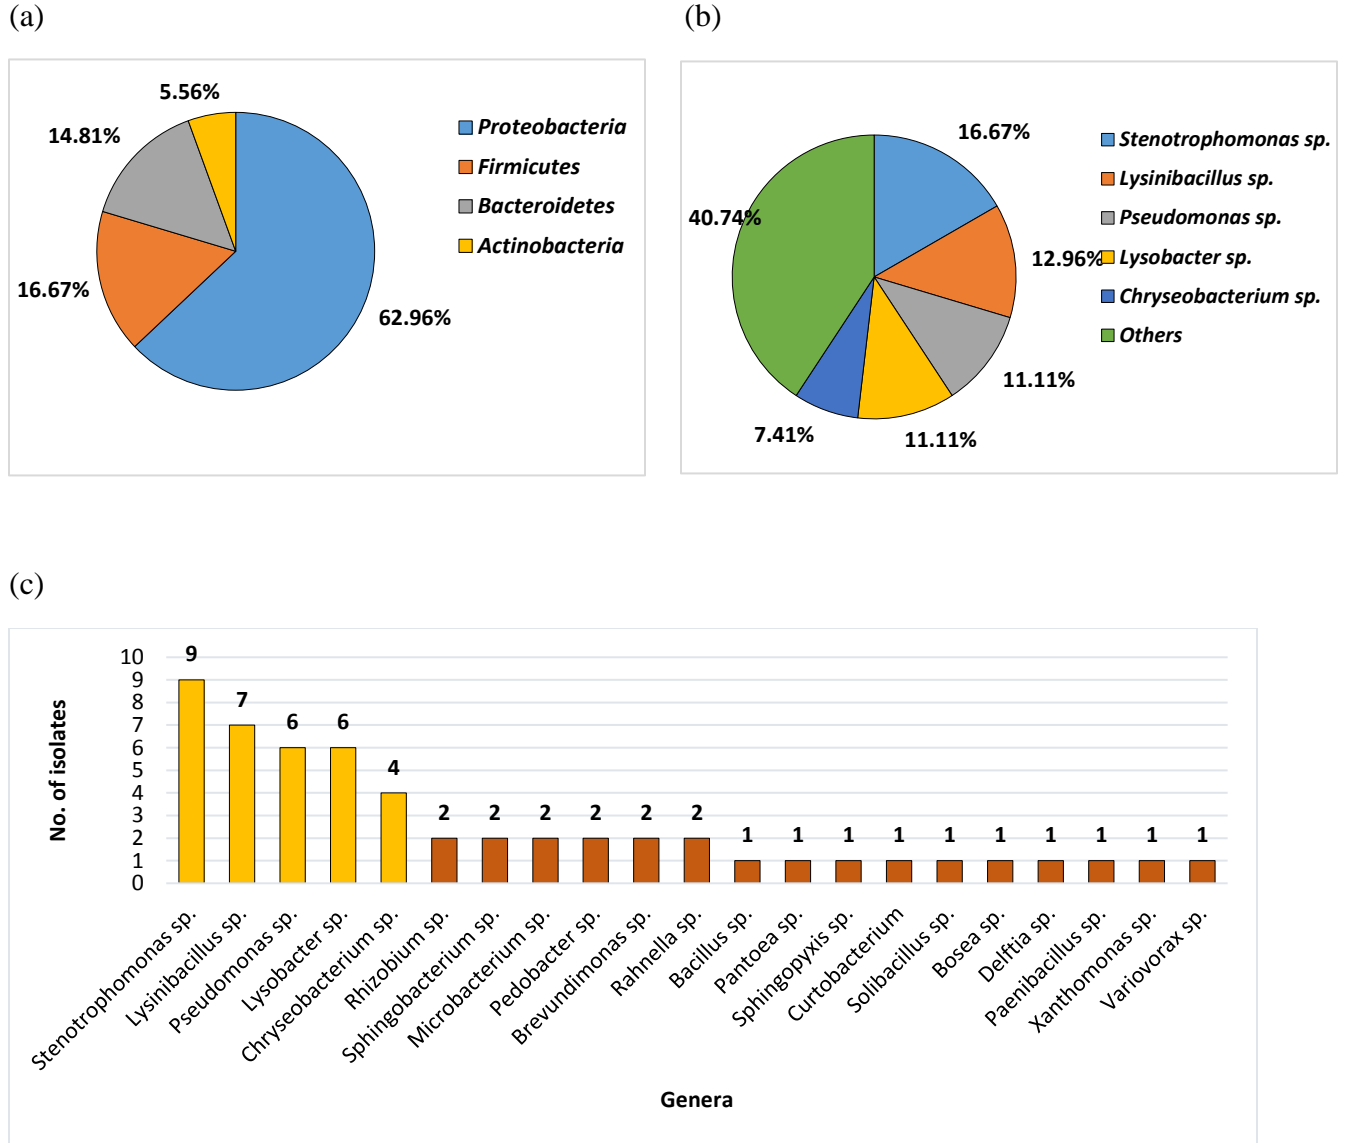 (a)
5.56%
14.81%
16.67%
62.96%
Proteobacteria
Firmicutes
Bacteroidetes
Actinobacteria
(b)
16.67%
40.74%
12.96%
11.11%
7.41%
11.11%
Stenotrophomonas sp.
Lysinibacillus sp.
Pseudomonas sp.
Lysobacter sp.
Chryseobacterium sp.
Others
(c)
No. of isolates
10
9
8
7
6
5
4
3
2
1
0
9
7
6
6
4
2
2
2
2
2
2
1
1
1
1
1
1
1
1
1
1
Stenotrophomonas sp.
Lysinibacillus sp.
Pseudomonas sp.
Lysobacter sp.
Chryseobacterium sp.
Rhizobium sp.
Sphingobacterium sp.
Microbacterium sp.
Pedobacter sp.
Brevundimonas sp.
Rahnella sp.
Bacillus sp.
Pantoea sp.
Sphingopyxis sp.
Curtobacterium
Solibacillus sp.
Bosea sp.
Delftia sp.
Paenibacillus sp.
Xanthomonas sp.
Variovorax sp.
Genera